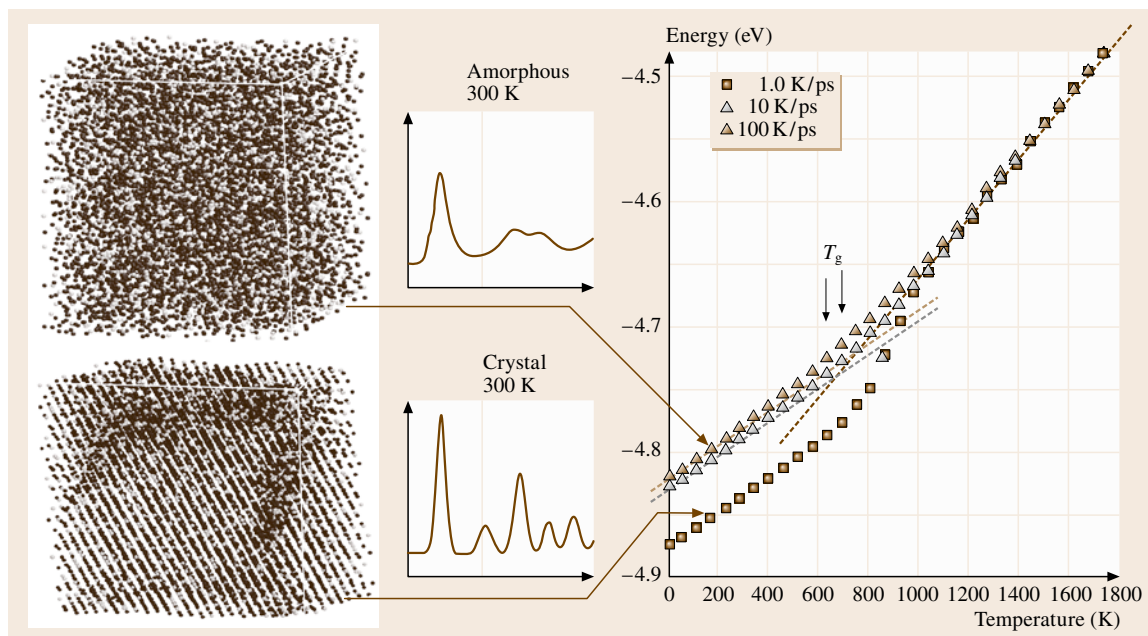 Amorphous
300 K
Crystal
300 K
Energy (eV)
−4.5
−4.6
−4.7
−4.8
−4.9
1.0 K/ps
10 K/ps
100 K/ps
Tg
0 200 400 600 800 1000 1200 1400 1600 1800
Temperature (K)